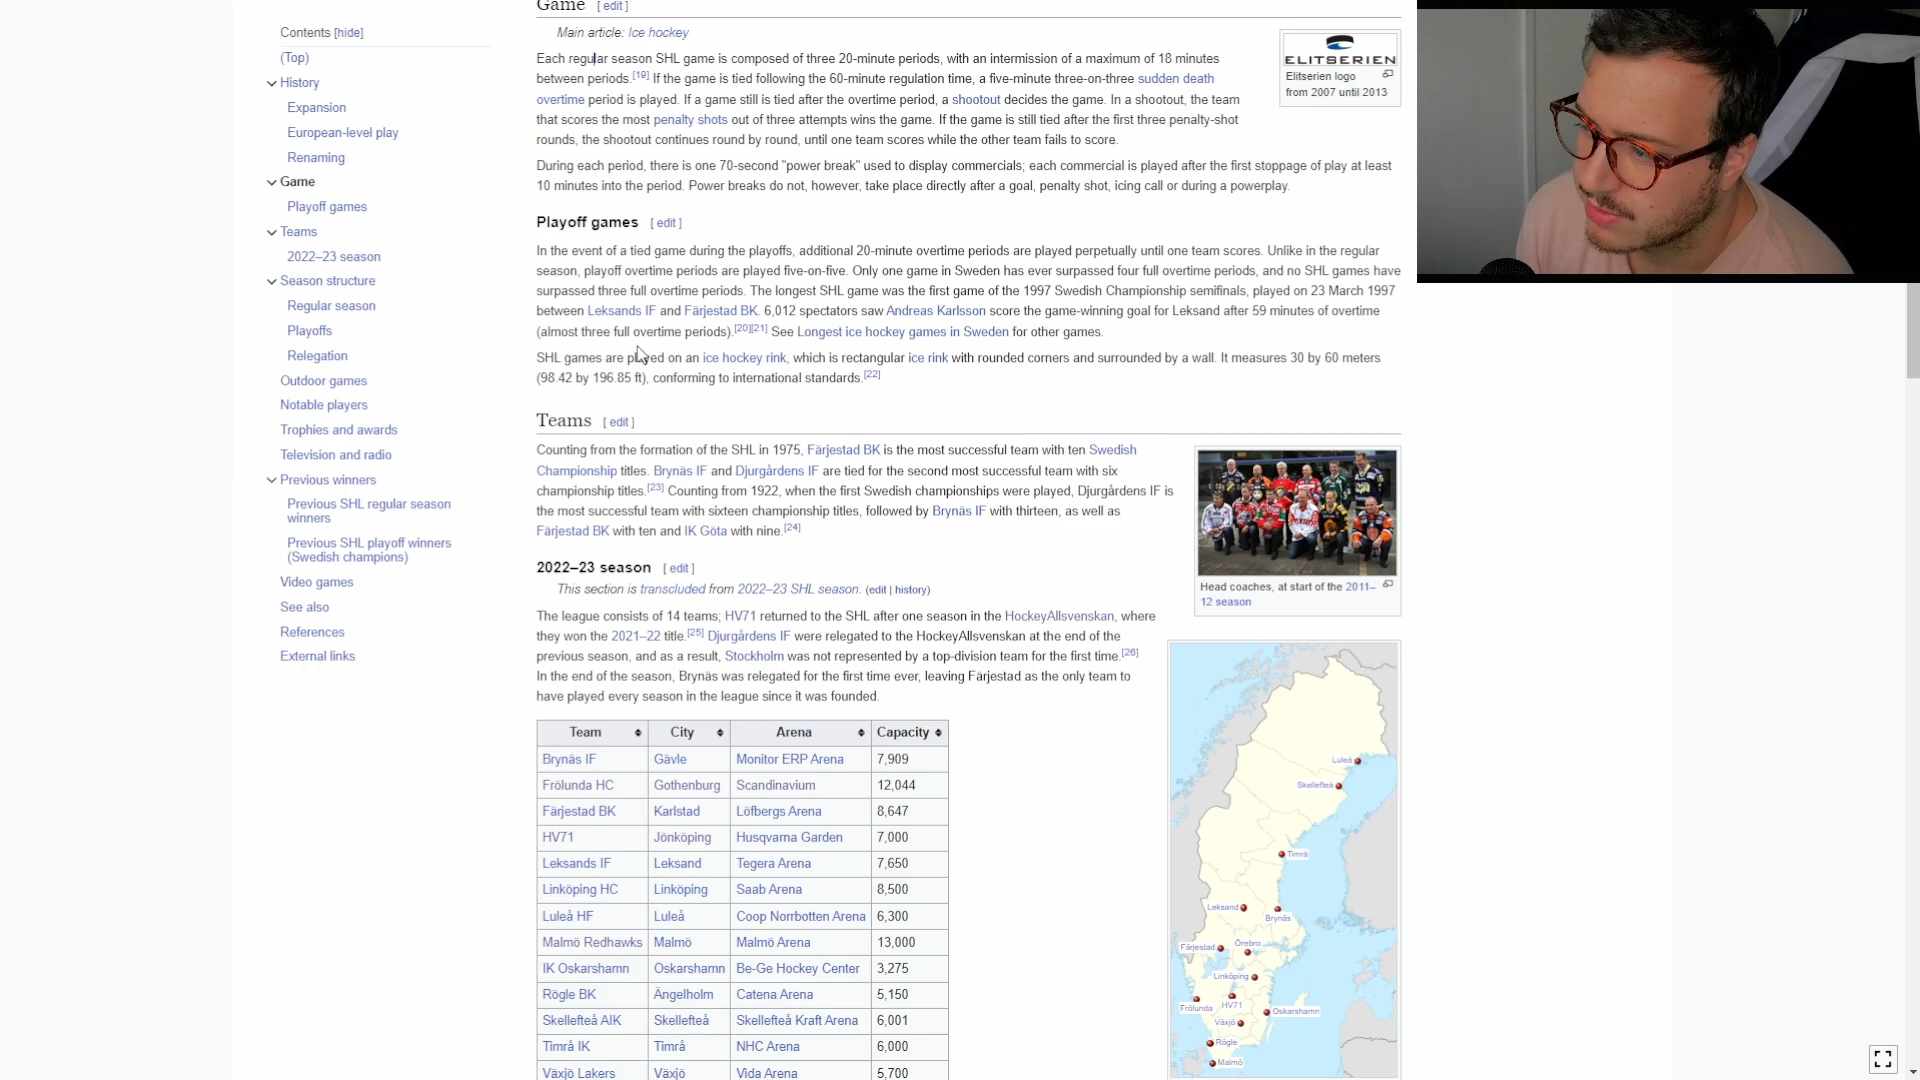 Contents [hide]
(Top)
History
Expansion
European-level play
Renaming
Game
Playoff games
Teams
2022–23 season
Season structure
Regular season
Playoffs
Relegation
Outdoor games
Notable players
Trophies and awards
Television and radio
Previous winners
Previous SHL regular season
winners
Previous SHL playoff winners
(Swedish champions)
Video games
See also
References
External links
Game [ edit ]
Main article: Ice hockey
Each regular season SHL game is composed of three 20-minute periods, with an intermission of a maximum of 18 minutes
between periods.[19] If the game is tied following the 60-minute regulation time, a five-minute three-on-three sudden death
overtime period is played. If a game still is tied after the overtime period, a shootout decides the game. In a shootout, the team
that scores the most penalty shots out of three attempts wins the game. If the game is still tied after the first three penalty-shot
rounds, the shootout continues round by round, until one team scores while the other team fails to score.
During each period, there is one 70-second "power break" used to display commercials; each commercial is played after the first stoppage of play at least
10 minutes into the period. Power breaks do not, however, take place directly after a goal, penalty shot, icing call or during a powerplay.
ELITSERIEN
Elitserien logo
from 2007 until 2013
Playoff games [ edit ]
In the event of a tied game during the playoffs, additional 20-minute overtime periods are played perpetually until one team scores. Unlike in the regular
season, playoff overtime periods are played five-on-five. Only one game in Sweden has ever surpassed four full overtime periods, and no SHL games have
surpassed three full overtime periods. The longest SHL game was the first game of the 1997 Swedish Championship semifinals, played on 23 March 1997
between Leksands IF and Färjestad BK. 6,012 spectators saw Andreas Karlsson score the game-winning goal for Leksand after 59 minutes of overtime
(almost three full overtime periods).[20][21] See Longest ice hockey games in Sweden for other games.
SHL games are played on an ice hockey rink, which is rectangular ice rink with rounded corners and surrounded by a wall. It measures 30 by 60 meters
(98.42 by 196.85 ft), conforming to international standards.[22]
Teams [ edit ]
Counting from the formation of the SHL in 1975, Färjestad BK is the most successful team with ten Swedish
Championship titles. Brynäs IF and Djurgårdens IF are tied for the second most successful team with six
championship titles.[23] Counting from 1922, when the first Swedish championships were played, Djurgårdens IF is
the most successful team with sixteen championship titles, followed by Brynäs IF with thirteen, as well as
Färjestad BK with ten and IK Göta with nine.[24]
Head coaches, at start of the 2011–
12 season
2022–23 season [ edit ]
This section is transcluded from 2022–23 SHL season. (edit | history)
The league consists of 14 teams; HV71 returned to the SHL after one season in the HockeyAllsvenskan, where
they won the 2021–22 title.[25] Djurgårdens IF were relegated to the HockeyAllsvenskan at the end of the
previous season, and as a result, Stockholm was not represented by a top-division team for the first time.[26]
In the end of the season, Brynäs was relegated for the first time ever, leaving Färjestad as the only team to
have played every season in the league since it was founded.
Team City Arena Capacity
Brynäs IF Gävle Monitor ERP Arena 7,909
Frölunda HC Gothenburg Scandinavium 12,044
Färjestad BK Karlstad Löfbergs Arena 8,647
HV71 Jönköping Husqvarna Garden 7,000
Leksands IF Leksand Tegera Arena 7,650
Linköping HC Linköping Saab Arena 8,500
Luleå HF Luleå Coop Norrbotten Arena 6,300
Malmö Redhawks Malmö Malmö Arena 13,000
IK Oskarshamn Oskarshamn Be-Ge Hockey Center 3,275
Rögle BK Ängelholm Catena Arena 5,150
Skellefteå AIK Skellefteå Skellefteå Kraft Arena 6,001
Timrå IK Timrå NHC Arena 6,000
Växjö Lakers Växjö Vida Arena 5,700
Luleå
Skellefteå
Timrå
Leksand
Brynäs
Färjestad
Örebro
Linköping
Frölunda
HV71
Oskarshamn
Växjö
Rögle
Malmö